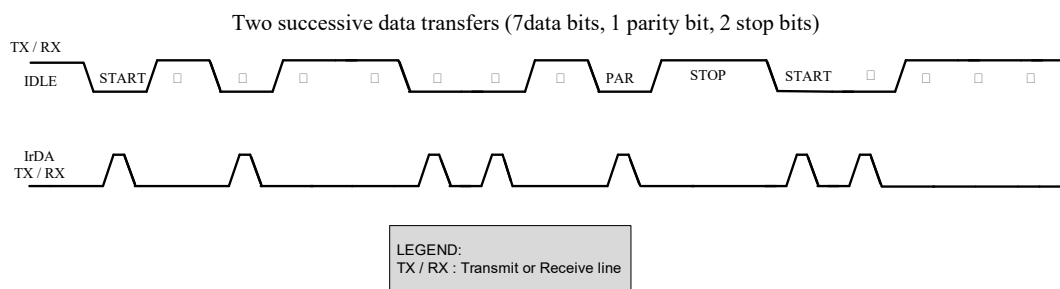 Two successive data transfers (7data bits, 1 parity bit, 2 stop bits)
TX / RX
IDLE START PAR STOP START
IrDA
TX / RX
LEGEND:
TX / RX : Transmit or Receive line